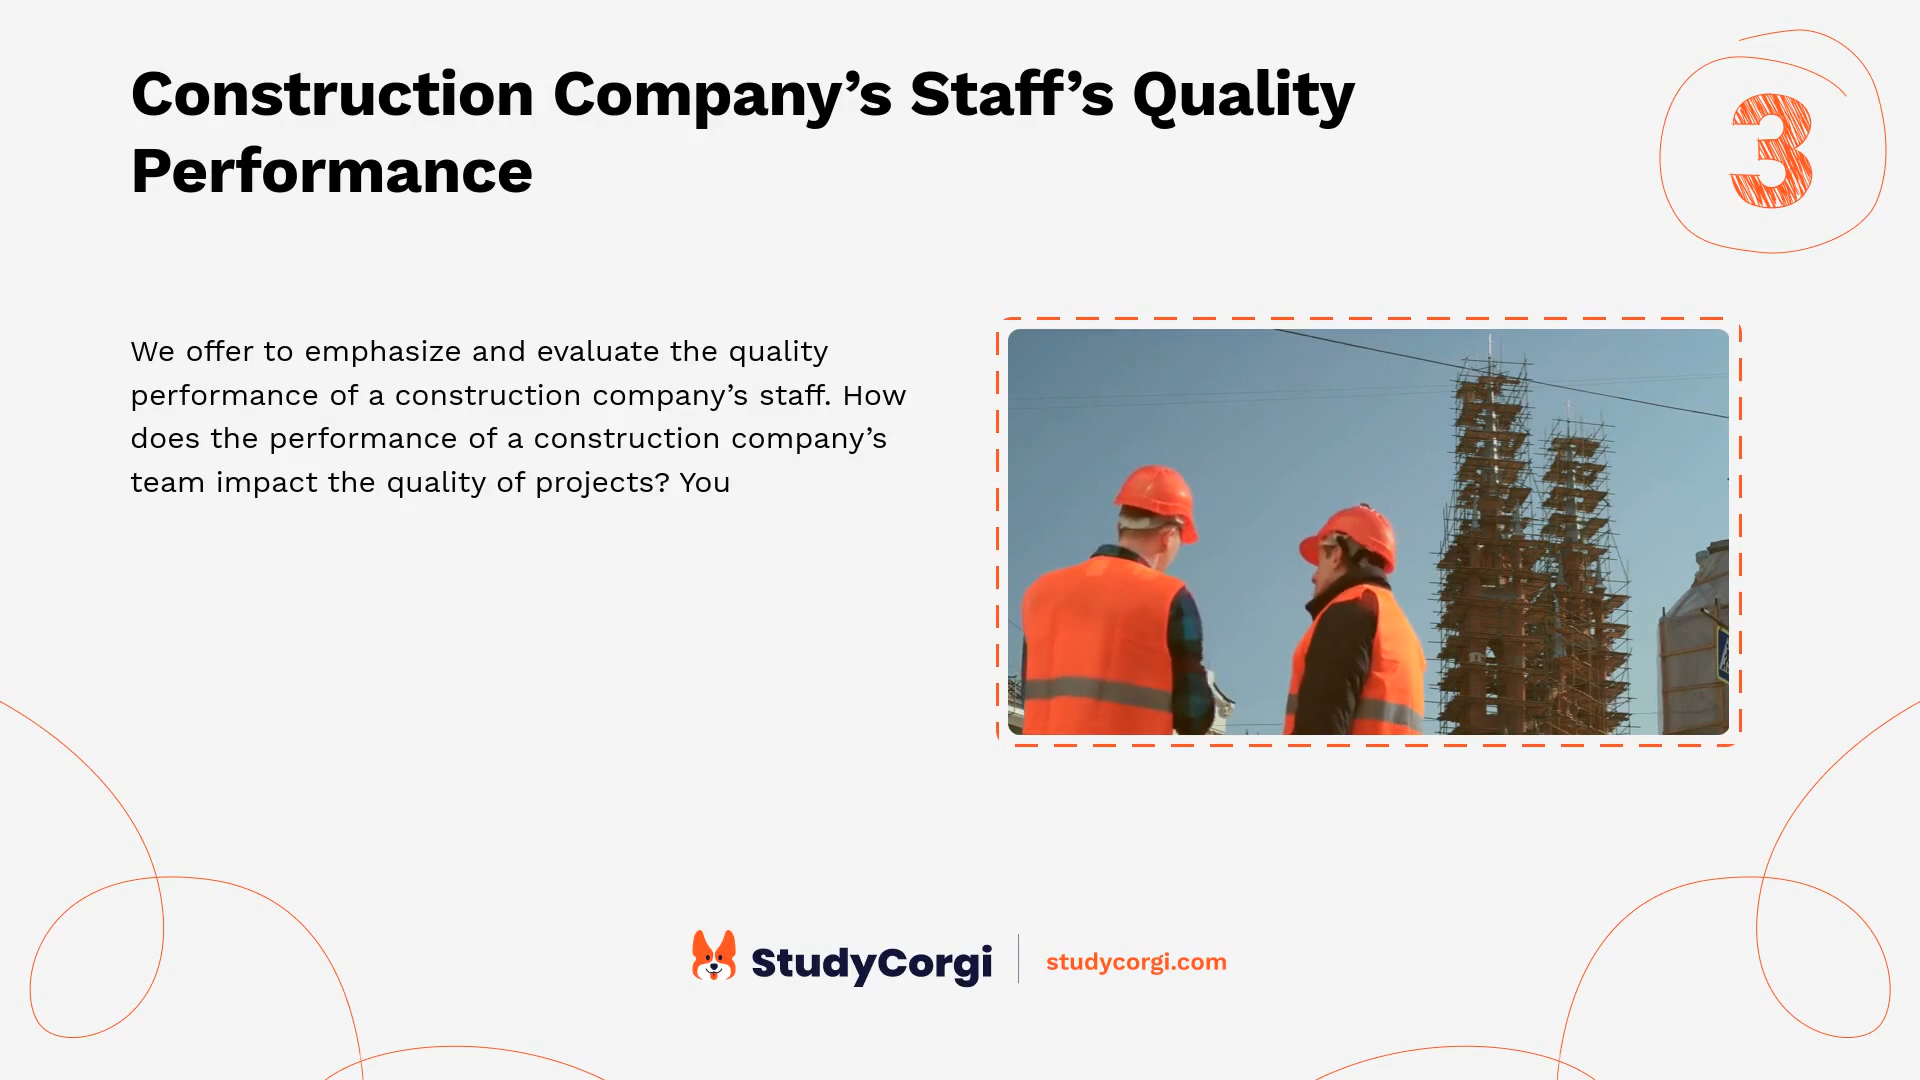 Construction Company’s Staff’s Quality
Performance
3
We offer to emphasize and evaluate the quality
performance of a construction company’s staff. How
does the performance of a construction company’s
team impact the quality of projects? You
StudyCorgi
studycorgi.com